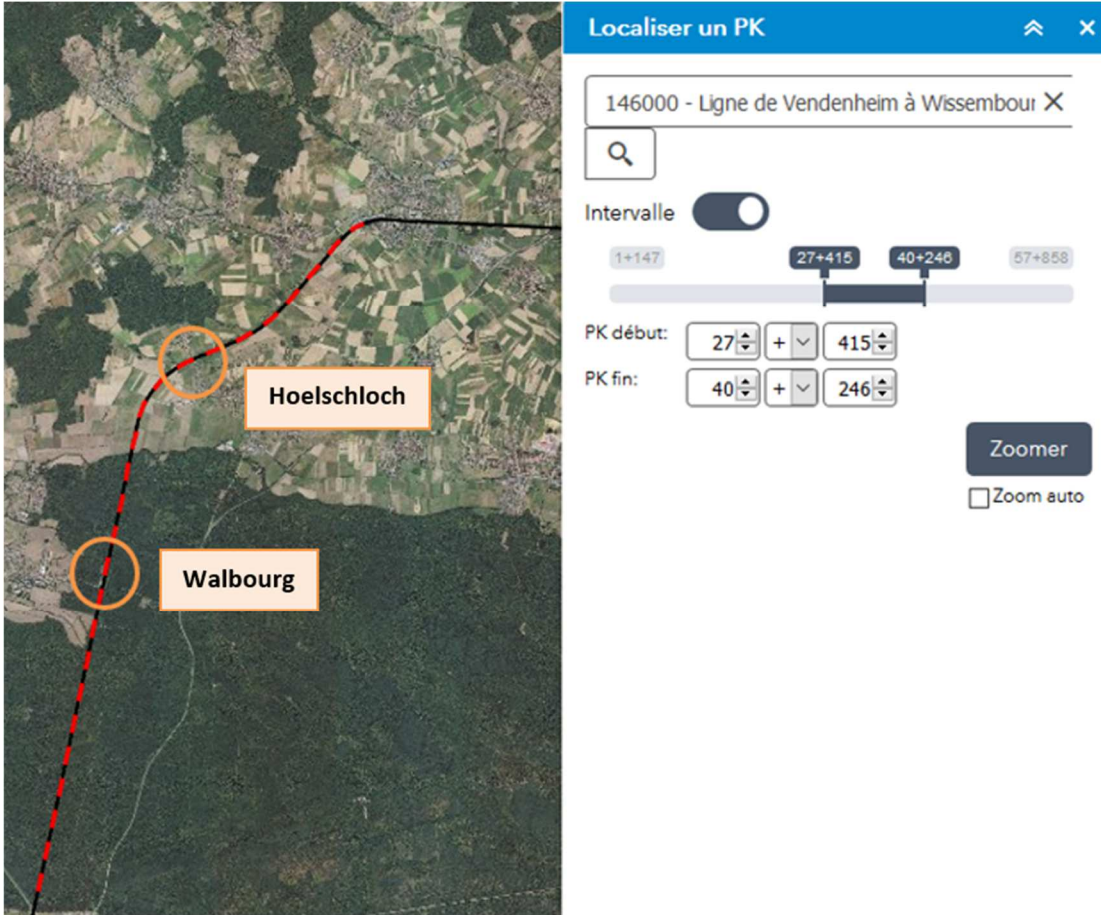 Localiser un PK
146000 - Ligne de Vendenheim à Wissembour
Intervalle
1+147 27+415 40+246 57+858
PK début: 27 + 415
PK fin: 40 + 246
Zoomer
Zoom auto
Hoelschloch
Walbourg